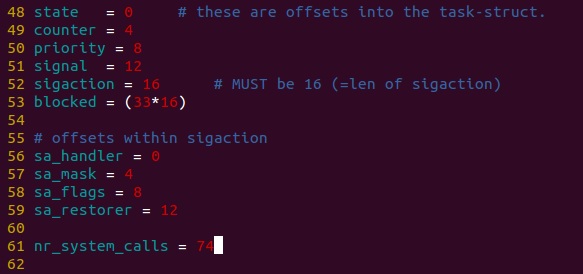 48 state   = 0     # these are offsets into the task-struct.
49 counter = 4
50 priority = 8
51 signal  = 12
52 sigaction = 16      # MUST be 16 (=len of sigaction)
53 blocked = (33*16)
54
55 # offsets within sigaction
56 sa_handler = 0
57 sa_mask = 4
58 sa_flags = 8
59 sa_restorer = 12
60
61 nr_system_calls = 74
62